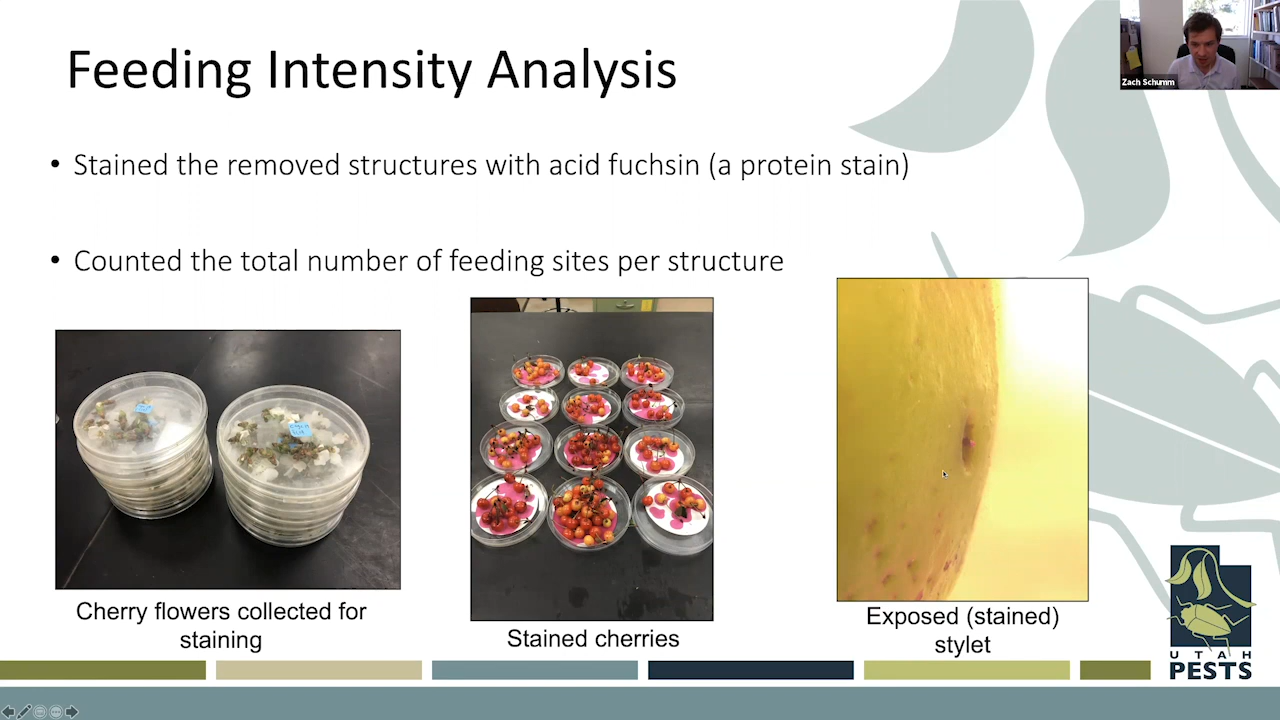 Feeding Intensity Analysis
Zach Schumm
• Stained the removed structures with acid fuchsin (a protein stain)
• Counted the total number of feeding sites per structure
Cherry flowers collected for
staining
Stained cherries
Exposed (stained)
stylet
UTAH
PESTS